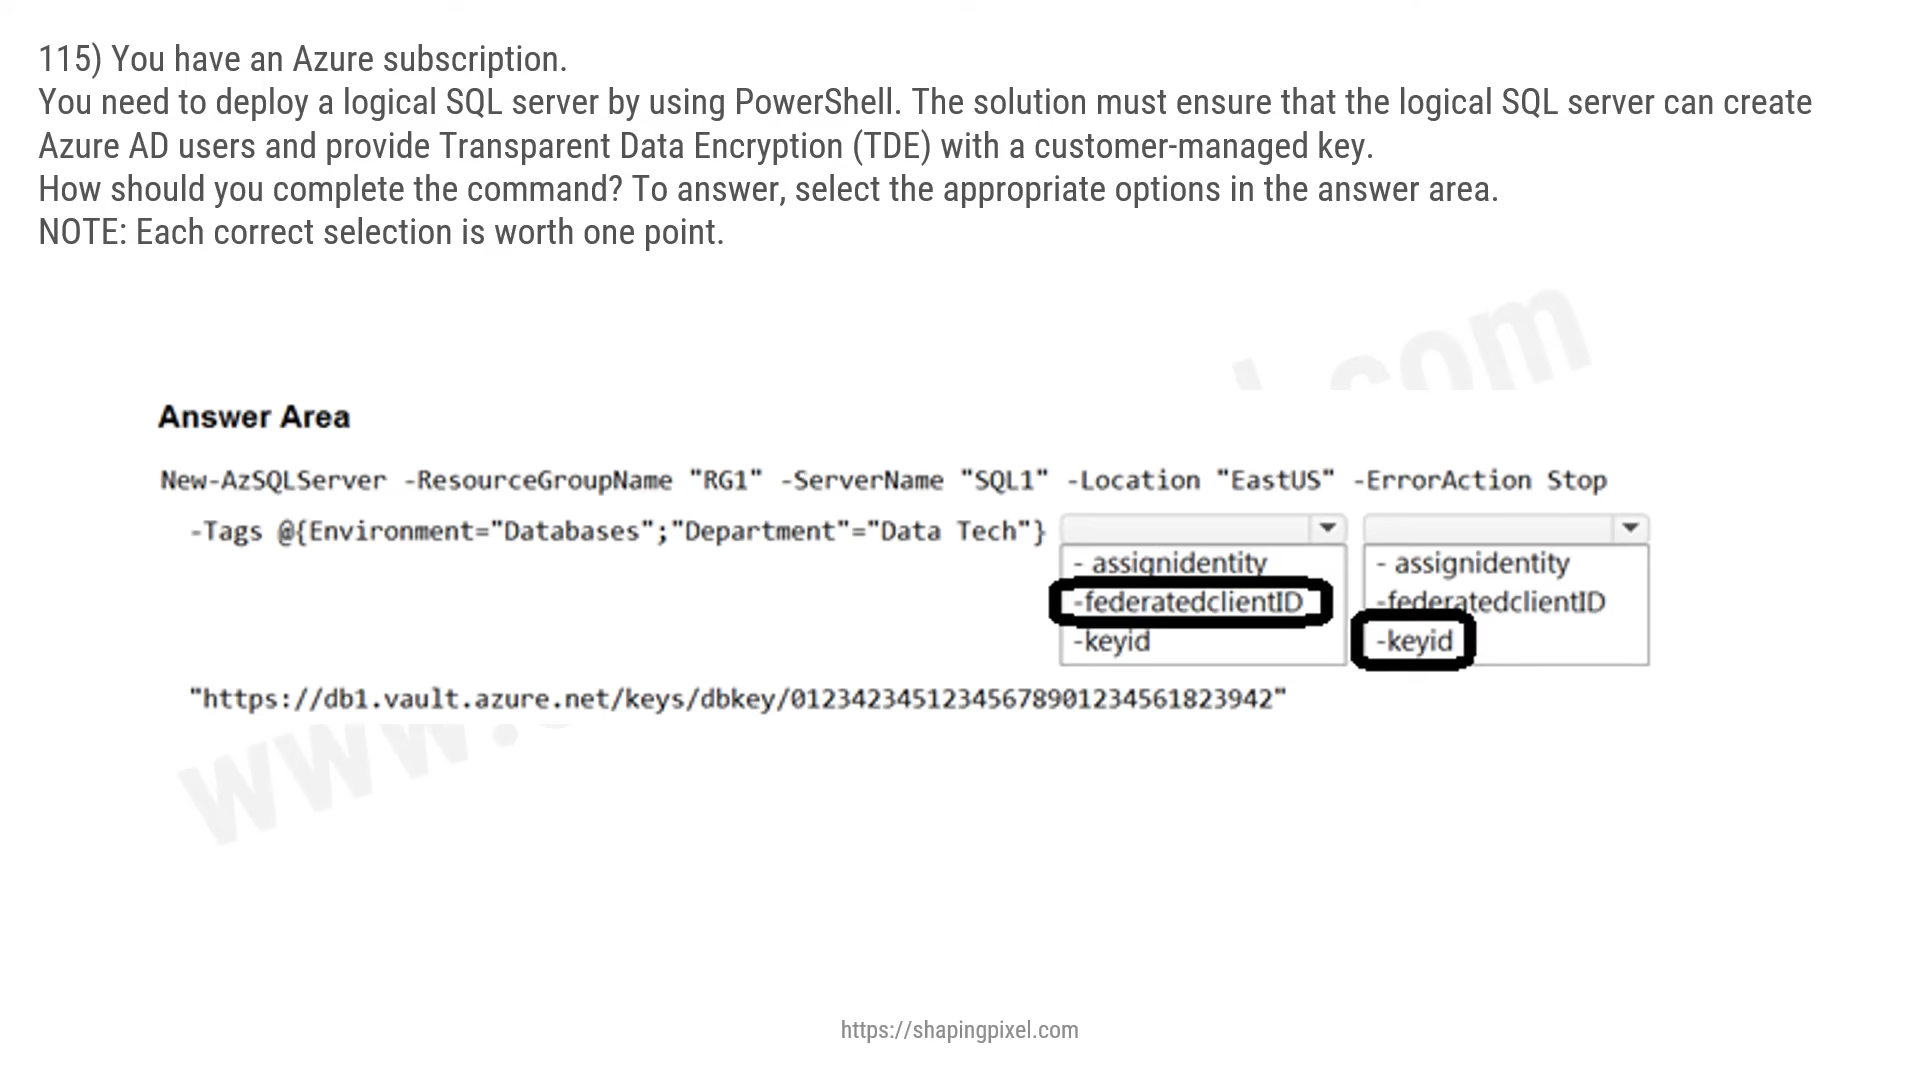 115) You have an Azure subscription.
You need to deploy a logical SQL server by using PowerShell. The solution must ensure that the logical SQL server can create
Azure AD users and provide Transparent Data Encryption (TDE) with a customer-managed key.
How should you complete the command? To answer, select the appropriate options in the answer area.
NOTE: Each correct selection is worth one point.
.com
Answer Area
New-AzSQLServer -ResourceGroupName "RG1" -ServerName "SQL1" -Location "EastUS" -ErrorAction Stop
-Tags @{Environment="Databases";"Department"="Data Tech"}
- assignidentity
-federatedclientID
-keyid
- assignidentity
-federatedclientID
-keyid
"https://db1.vault.azure.net/keys/dbkey/01234234512345678901234561823942"
www.
https://shapingpixel.com